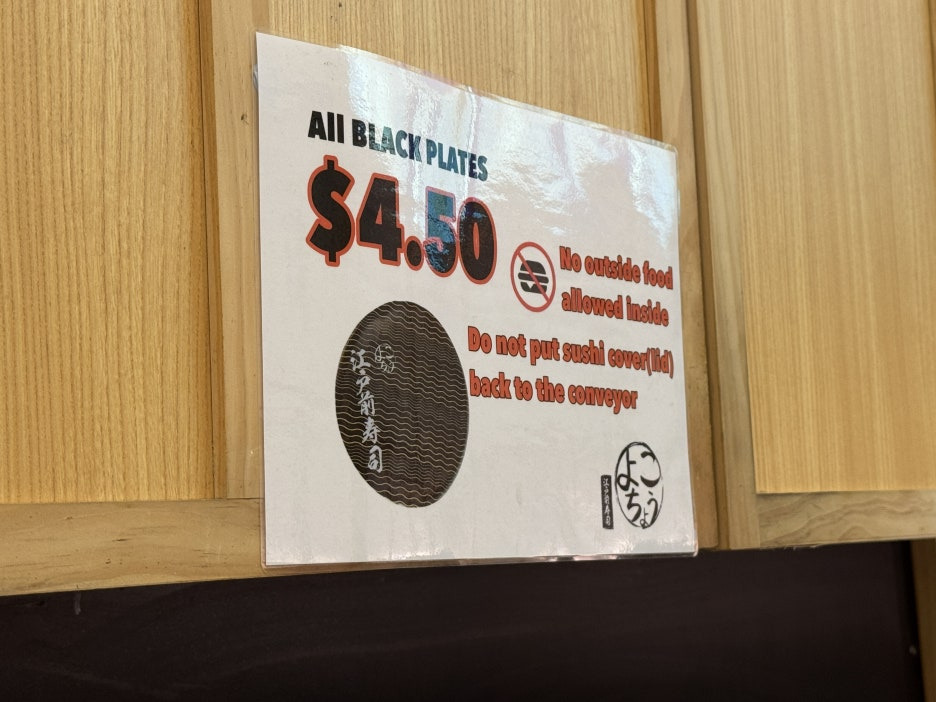 All BLACK PLATES
$4.50
No outside food
allowed inside
Do not put sushi cover(lid)
back to the conveyor
江戸前寿司
江戸前寿司
こうよちょ